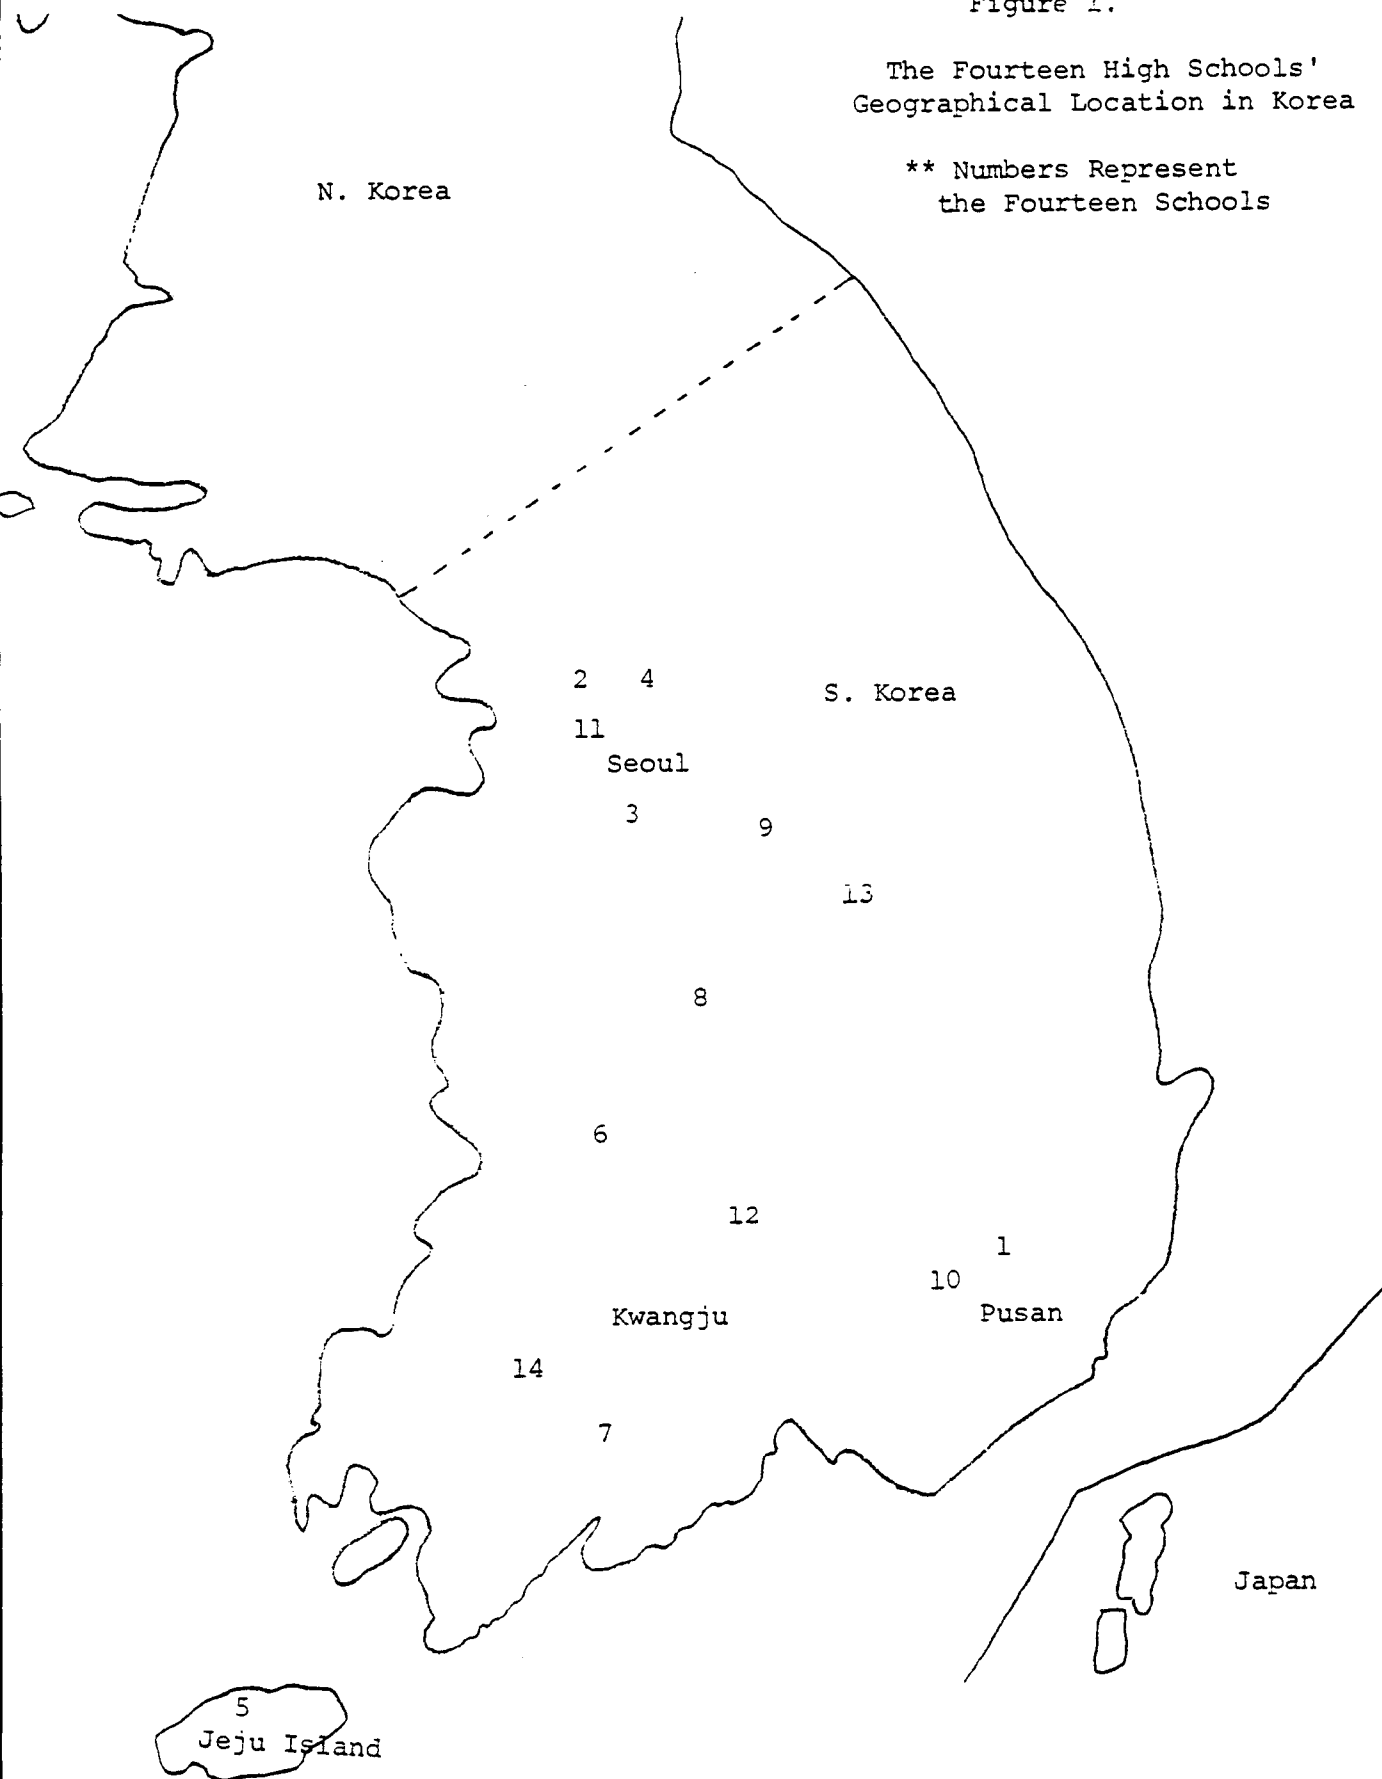 Figure 1.
The Fourteen High Schools'
Geographical Location in Korea
** Numbers Represent
the Fourteen Schools
N. Korea
2 4
S. Korea
11
Seoul
3
9
13
8
6
12
1
10
Kwangju
Pusan
14
7
Japan
5
Jeju Island